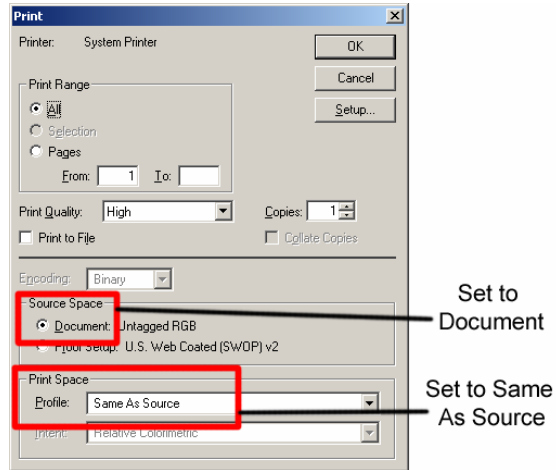 Print
Printer: System Printer
OK
Cancel
Setup...
Print Range
All
Selection
Pages
From: 1 To:
Print Quality: High
Copies: 1
Print to File
Collate Copies
Encoding: Binary
Source Space
Document: Untagged RGB
Proof Setup: U.S. Web Coated (SWOP) v2
Print Space
Profile: Same As Source
Intent: Relative Colorimetric
Set to
Document
Set to Same
As Source